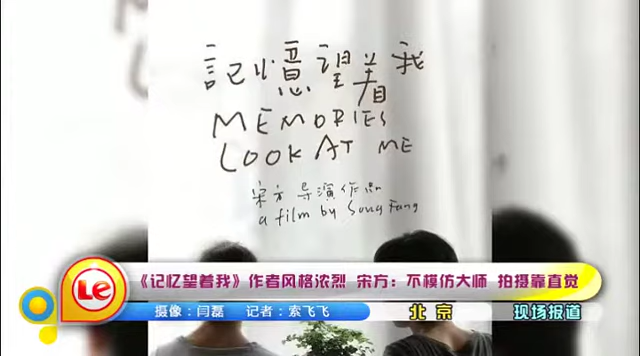 記憶望着我
MEMORIES
LOOK AT ME
宋方 导演作品
a film by Song Fang
Le
《记忆望着我》作者风格浓烈 宋方：不模仿大师 拍摄靠直觉
摄像：闫磊 记者：索飞飞 北京 现场报道